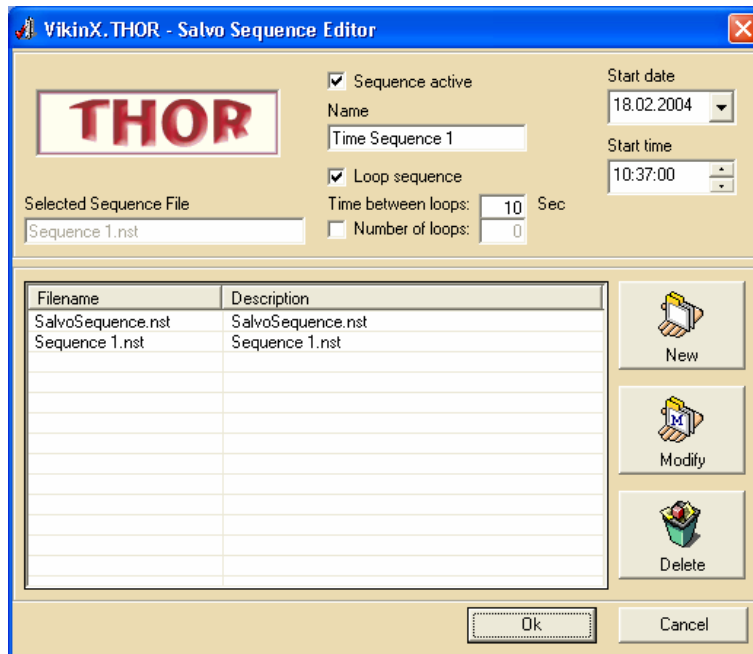 VikinX.THOR - Salvo Sequence Editor
THOR
Sequence active
Name
Time Sequence 1
Start date
18.02.2004
Start time
10:37:00
Loop sequence
Time between loops: 10 Sec
Number of loops: 0
Selected Sequence File
Sequence 1.nst
Filename Description
SalvoSequence.nst SalvoSequence.nst
Sequence 1.nst Sequence 1.nst
New
M
Modify
Delete
Ok Cancel